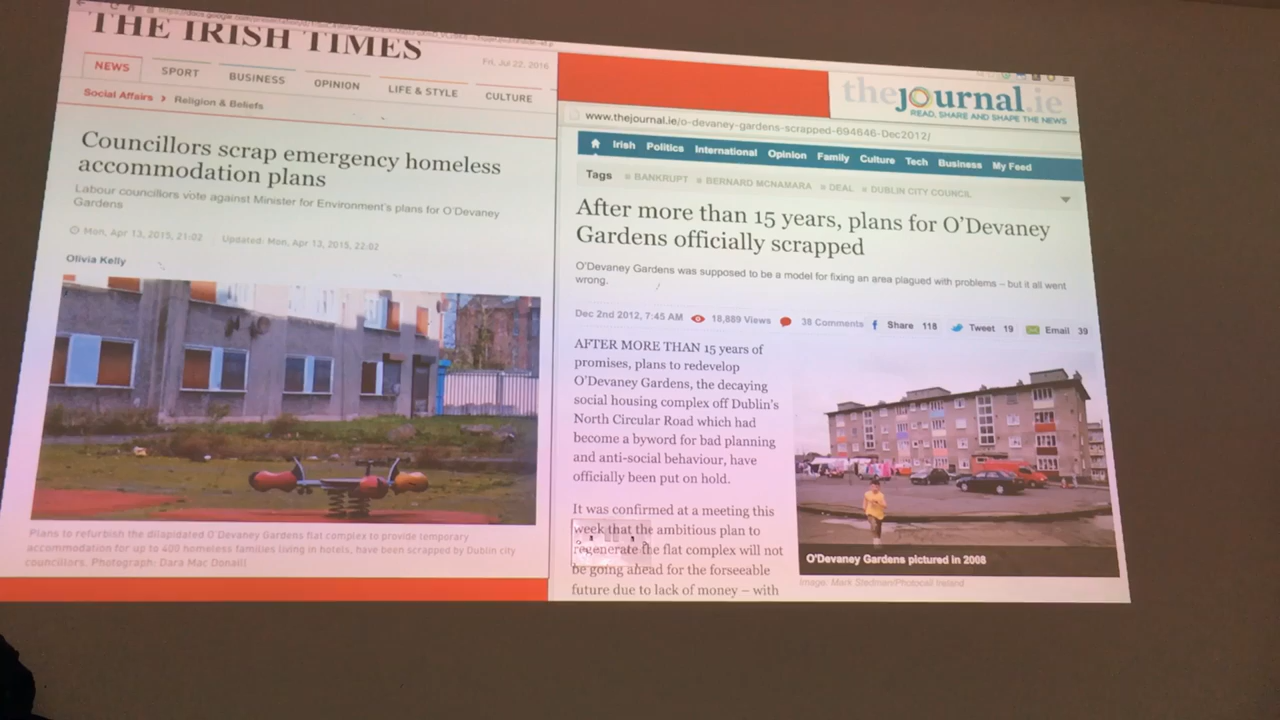 THE IRISH TIMES
Fri, Jul 22, 2016
NEWS SPORT BUSINESS OPINION LIFE & STYLE CULTURE
Social Affairs > Religion & Beliefs
Councillors scrap emergency homeless
accommodation plans
Labour councillors vote against Minister for Environment's plans for O'Devaney
Gardens
Mon, Apr 13, 2015, 21:02 Updated: Mon, Apr 13, 2015, 22:02
Olivia Kelly
Plans to refurbish the dilapidated O'Devaney Gardens flat complex to provide temporary
accommodation for up to 400 homeless families living in hotels, have been scrapped by Dublin city
councillors. Photograph: Dara Mac Donaill
thejournal.ie
READ, SHARE AND SHAPE THE NEWS
www.thejournal.ie/o-devaney-gardens-scrapped-694646-Dec2012/
Irish Politics International Opinion Family Culture Tech Business My Feed
Tags BANKRUPT BERNARD MCNAMARA DEAL DUBLIN CITY COUNCIL
After more than 15 years, plans for O'Devaney
Gardens officially scrapped
O'Devaney Gardens was supposed to be a model for fixing an area plagued with problems – but it all went
wrong.
Dec 2nd 2012, 7:45 AM 18,889 Views 38 Comments Share 118 Tweet 19 Email 39
AFTER MORE THAN 15 years of
promises, plans to redevelop
O'Devaney Gardens, the decaying
social housing complex off Dublin's
North Circular Road which had
become a byword for bad planning
and anti-social behaviour, have
officially been put on hold.
It was confirmed at a meeting this
week that the ambitious plan to
regenerate the flat complex will not
be going ahead for the forseeable
future due to lack of money – with
O'Devaney Gardens pictured in 2008
Image: Mark Stedman/Photocall Ireland